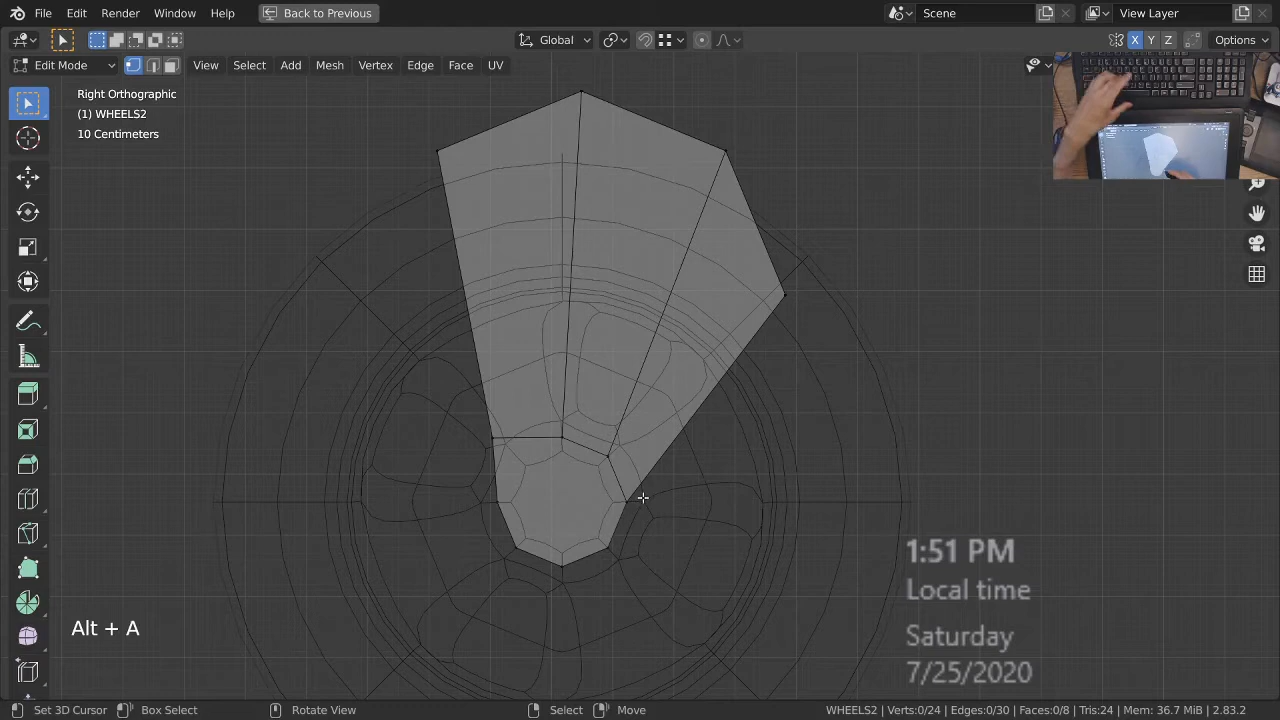 File Edit Render Window Help Back to Previous Scene View Layer
Global X Y Z Options
Edit Mode View Select Add Mesh Vertex Edge Face UV
Right Orthographic
(1) WHEELS2
10 Centimeters
1:51 PM
Local time
Alt + A
Saturday
7/25/2020
Set 3D Cursor Box Select Rotate View Select Move WHEELS2 | Verts:0/24 | Edges:0/30 | Faces:0/8 | Tris:24 | Mem: 36.7 MiB | 2.83.2